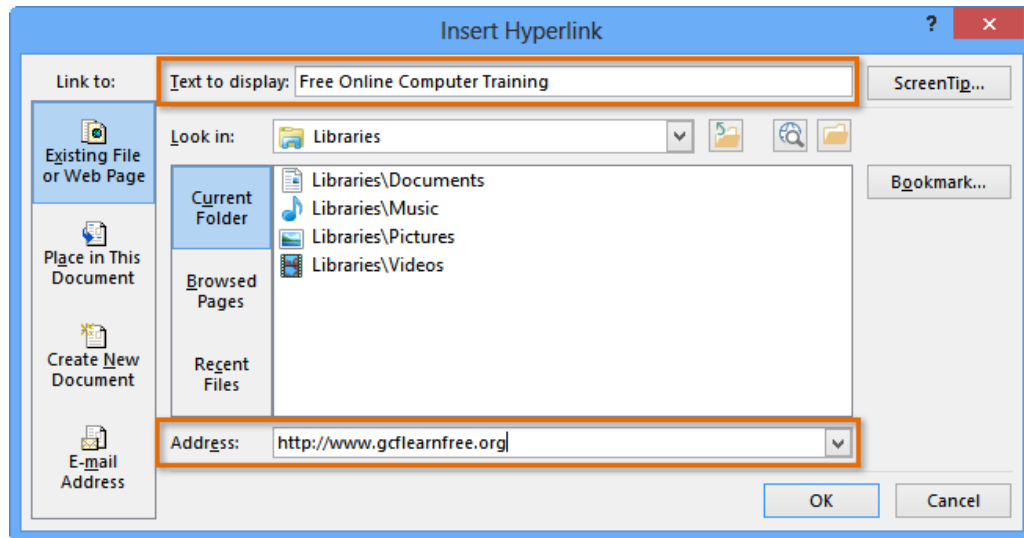 Insert Hyperlink
?
Link to:
Text to display: Free Online Computer Training
ScreenTip...
Existing File
or Web Page
Look in: Libraries
Current
Folder
Libraries\Documents
Libraries\Music
Libraries\Pictures
Libraries\Videos
Bookmark...
Place in This
Document
Browsed
Pages
Create New
Document
Recent
Files
E-mail
Address
Address: http://www.gcflearnfree.org
OK
Cancel